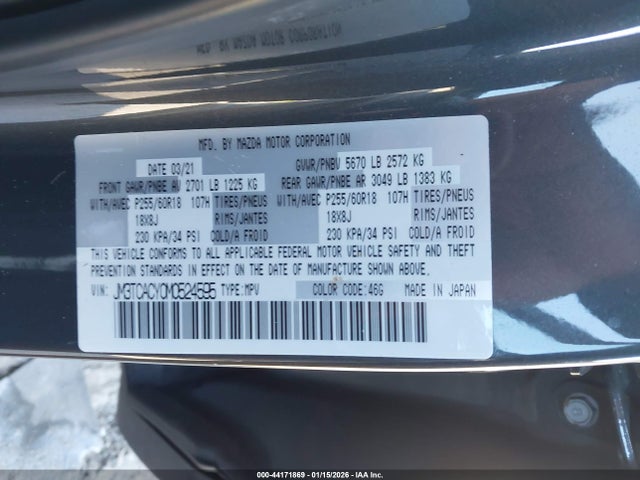 MFG. BY MAZDA MOTOR CORPORATION
DATE 03/21 GVWR/PNBV 5670 LB 2572 KG
FRONT GAWR/PNBE AV 2701 LB 1225 KG REAR GAWR/PNBE AR 3049 LB 1383 KG
WITH/AVEC P255/60R18 107H TIRES/PNEUS WITH/AVEC P255/60R18 107H TIRES/PNEUS
18X8J RIMS/JANTES 18X8J RIMS/JANTES
230 KPA/34 PSI COLD/A FROID 230 KPA/34 PSI COLD/A FROID
THIS VEHICLE CONFORMS TO ALL APPLICABLE FEDERAL MOTOR VEHICLE SAFETY AND THEFT
PREVENTION STANDARDS IN EFFECT ON THE DATE OF MANUFACTURE SHOWN ABOVE.
VIN: JM3TCACY0M0524595 TYPE: MPV COLOR CODE: 46G MADE IN JAPAN
000-44171869 | 01/15/2026 | IAA Inc.